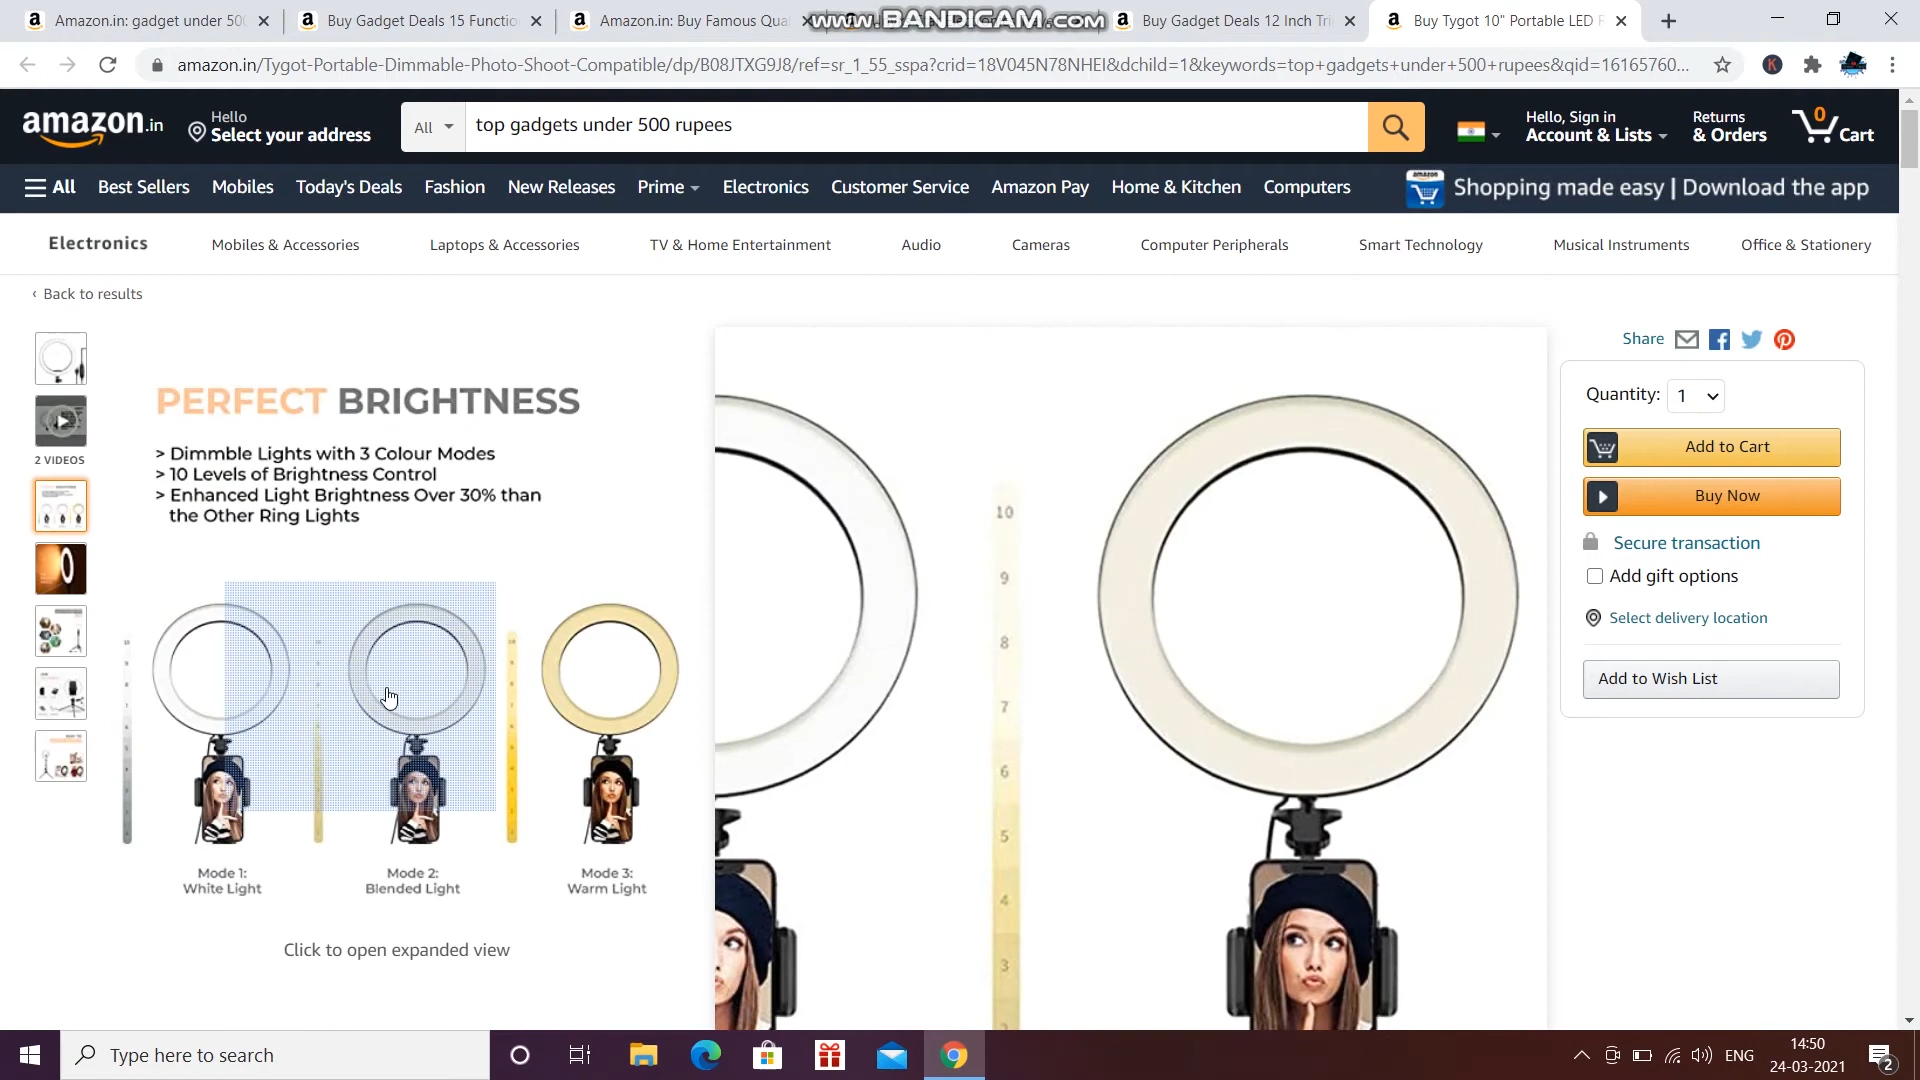 Amazon.in: gadget under 500
Buy Gadget Deals 15 Functio
Amazon.in: Buy Famous Qua
www.BANDICAM.com
Buy Gadget Deals 12 Inch Tri
Buy Tygot 10" Portable LED R
amazon.in/Tygot-Portable-Dimmable-Photo-Shoot-Compatible/dp/B08JTXG9J8/ref=sr_1_55_sspa?crid=18V045N78NHEI&dchild=1&keywords=top+gadgets+under+500+rupees&qid=16165760...
K
amazon.in
Hello
Select your address
All
top gadgets under 500 rupees
Hello, Sign in
Account & Lists
Returns
& Orders
0
Cart
All
Best Sellers
Mobiles
Today's Deals
Fashion
New Releases
Prime
Electronics
Customer Service
Amazon Pay
Home & Kitchen
Computers
amazon
Shopping made easy | Download the app
Electronics
Mobiles & Accessories
Laptops & Accessories
TV & Home Entertainment
Audio
Cameras
Computer Peripherals
Smart Technology
Musical Instruments
Office & Stationery
‹ Back to results
2 VIDEOS
PERFECT BRIGHTNESS
> Dimmble Lights with 3 Colour Modes
> 10 Levels of Brightness Control
> Enhanced Light Brightness Over 30% than
the Other Ring Lights
Mode 1:
White Light
Mode 2:
Blended Light
Mode 3:
Warm Light
Click to open expanded view
10
9
8
7
6
5
4
3
Share
Quantity: 1
Add to Cart
Buy Now
Secure transaction
Add gift options
Select delivery location
Add to Wish List
Type here to search
ENG
14:50
24-03-2021
2